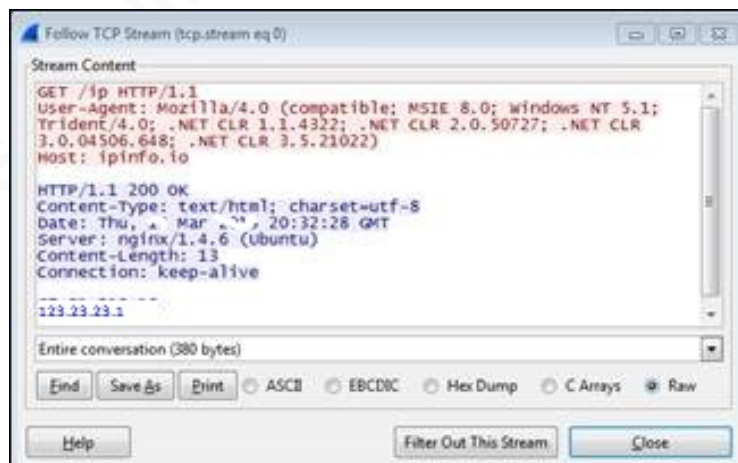 Follow TCP Stream (tcp.stream eq 0)
Stream Content
GET /ip HTTP/1.1
User-Agent: Mozilla/4.0 (compatible; MSIE 8.0; Windows NT 5.1;
Trident/4.0; .NET CLR 1.1.4322; .NET CLR 2.0.50727; .NET CLR
3.0.04506.648; .NET CLR 3.5.21022)
Host: ipinfo.io
HTTP/1.1 200 OK
Content-Type: text/html; charset=utf-8
Date: Thu, Mar , 20:32:28 GMT
Server: nginx/1.4.6 (Ubuntu)
Content-Length: 13
Connection: keep-alive
123.23.23.1
Entire conversation (380 bytes)
Find Save As Print ASCII EBCDIC Hex Dump C Arrays Raw
Help Filter Out This Stream Close